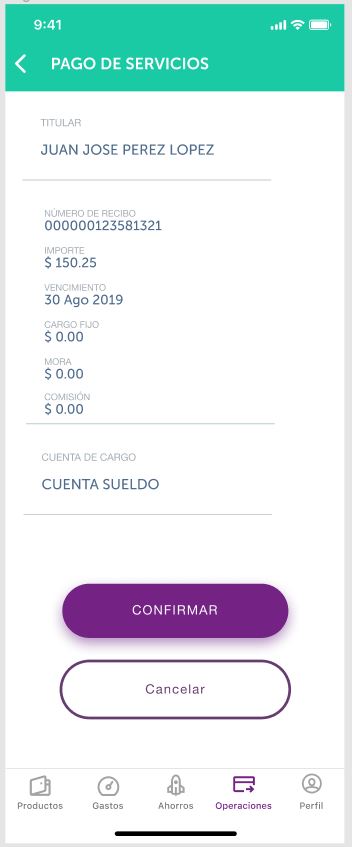 9:41
PAGO DE SERVICIOS
TITULAR
JUAN JOSE PEREZ LOPEZ
NÚMERO DE RECIBO
000000123581321
IMPORTE
$ 150.25
VENCIMIENTO
30 Ago 2019
CARGO FIJO
$ 0.00
MORA
$ 0.00
COMISIÓN
$ 0.00
CUENTA DE CARGO
CUENTA SUELDO
CONFIRMAR
Cancelar
Productos Gastos Ahorros Operaciones Perfil